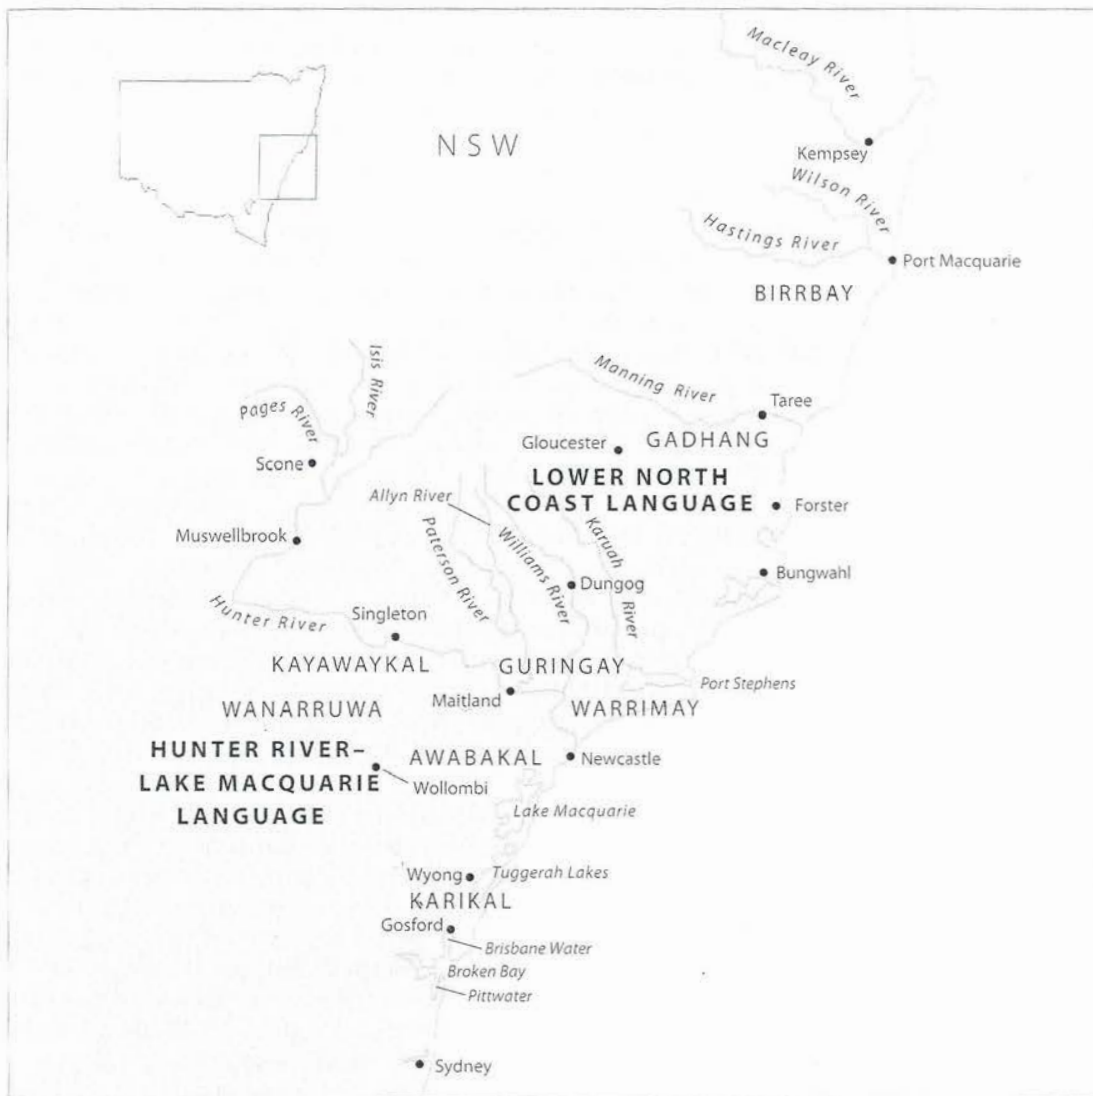 Macleay River
NSW
Kempsey
Wilson River
Hastings River
Port Macquarie
BIRRBAY
Isis River
Manning River
Pages River
Taree
Gloucester
GADHANG
Scone
LOWER NORTH
COAST LANGUAGE
Allyn River
Forster
Paterson River
Williams River
Karuah River
Muswellbrook
Bungwahl
Dungog
Hunter River
Singleton
KAYAWAYKAL
GURINGAY
Port Stephens
Maitland
WANARRUWA
WARRIMAY
HUNTER RIVER–
LAKE MACQUARIE
LANGUAGE
AWABAKAL
Newcastle
Wollombi
Lake Macquarie
Wyong
Tuggerah Lakes
KARIKAL
Gosford
Brisbane Water
Broken Bay
Pittwater
Sydney